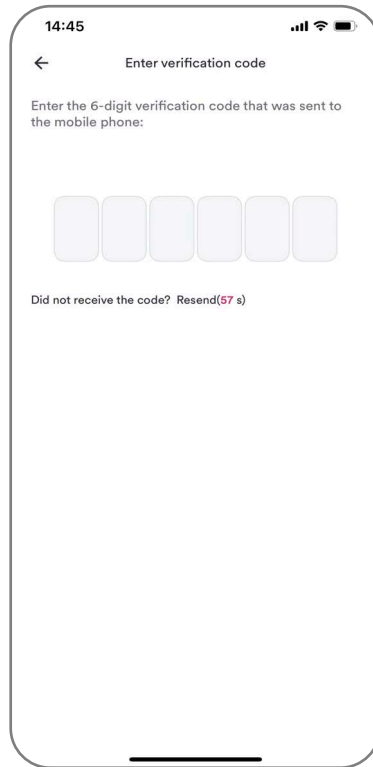 14:45
Enter verification code
Enter the 6-digit verification code that was sent to
the mobile phone:
Did not receive the code? Resend(57 s)